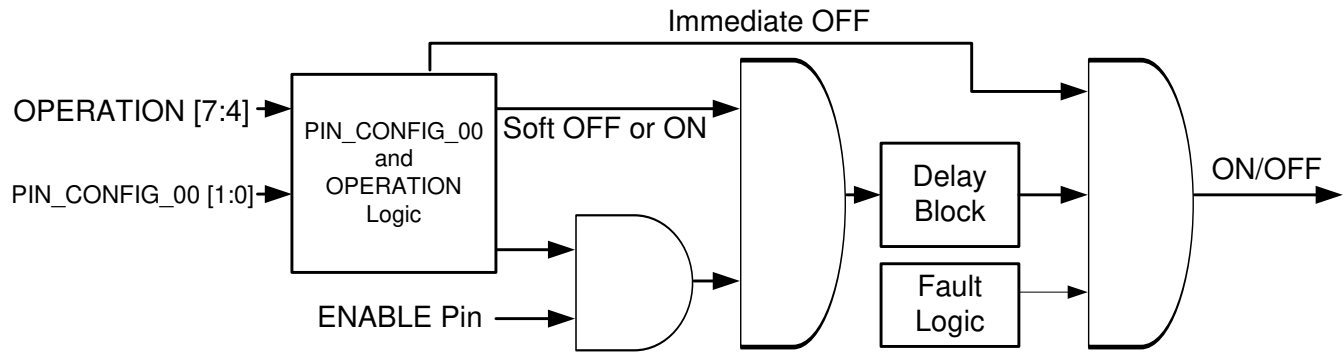 Immediate OFF
OPERATION [7:4]
PIN_CONFIG_00 [1:0]
PIN_CONFIG_00
and
OPERATION
Logic
Soft OFF or ON
ENABLE Pin
Delay
Block
Fault
Logic
ON/OFF